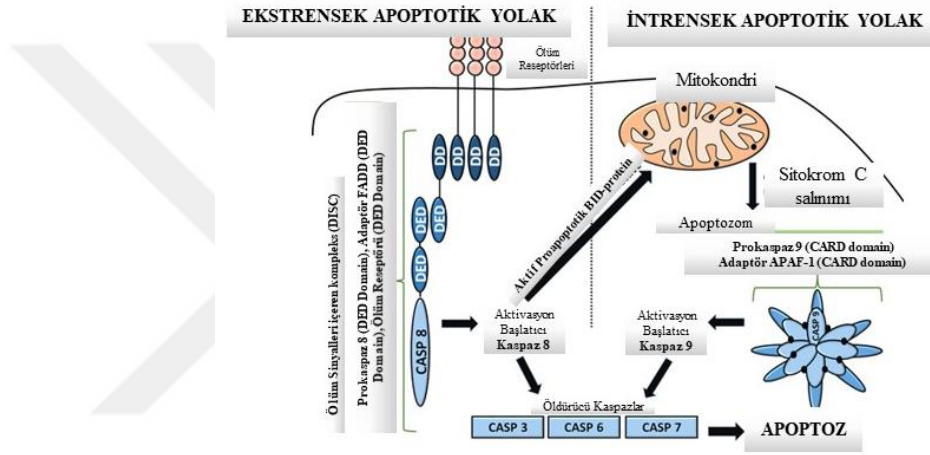 EKSTRENSEK APOPTOTİK YOLAK
İNTRENSEK APOPTOTİK YOLAK
Ölüm
Reseptörleri
Mitokondri
Sitokrom C
salınımı
Apoptozom
Prokaspaz 9 (CARD domain)
Adaptör APAF-1 (CARD domain)
DD
DD
DD
DD
DED
DED
DED
CASP 8
Ölüm Sinyalleri içeren kompleks (DISC)
Prokaspaz 8 (DED Domain), Adaptör FADD (DED
Domain), Ölüm Reseptörü (DED Domain)
Aktif Proapoptotik BID-protein
Aktivasyon
Başlatıcı
Kaspaz 8
Aktivasyon
Başlatıcı
Kaspaz 9
CASP 9
Öldürücü Kaspazlar
CASP 3
CASP 6
CASP 7
APOPTOZ